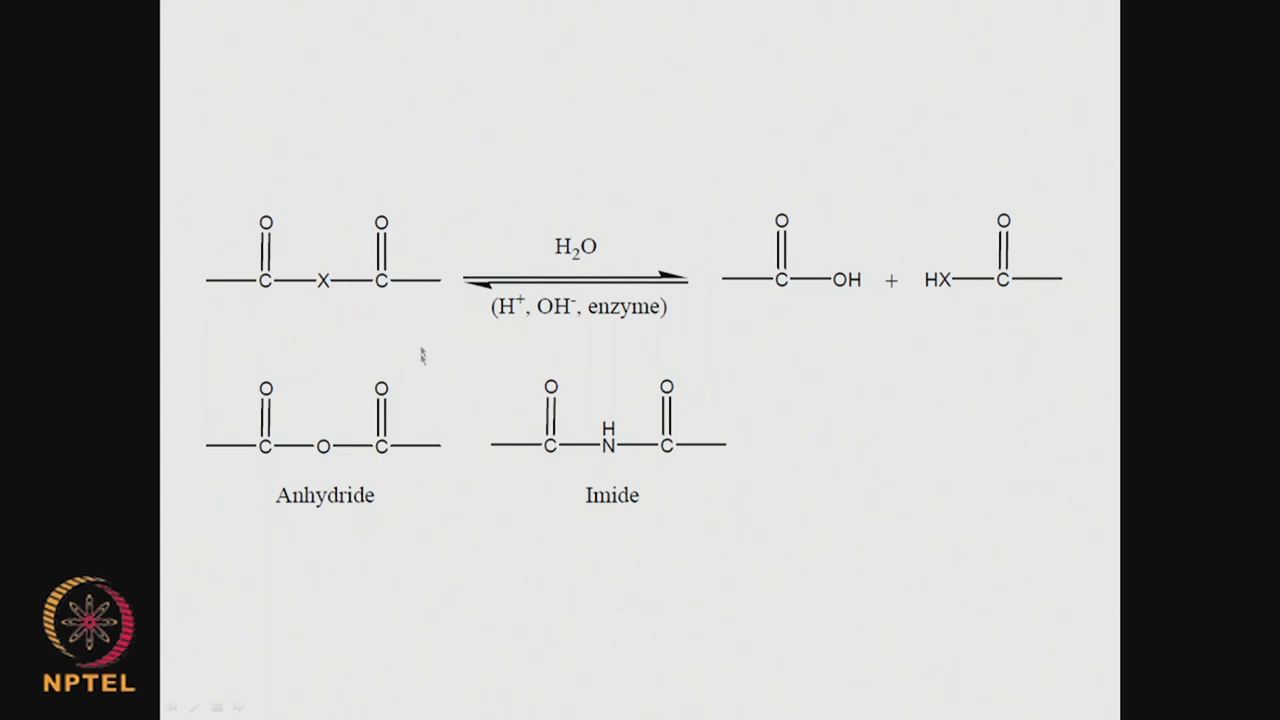 O O O O
C X C H₂O C OH + HX C
(H⁺, OH⁻, enzyme)
O O O O
C O C C H N C
Anhydride Imide
NPTEL